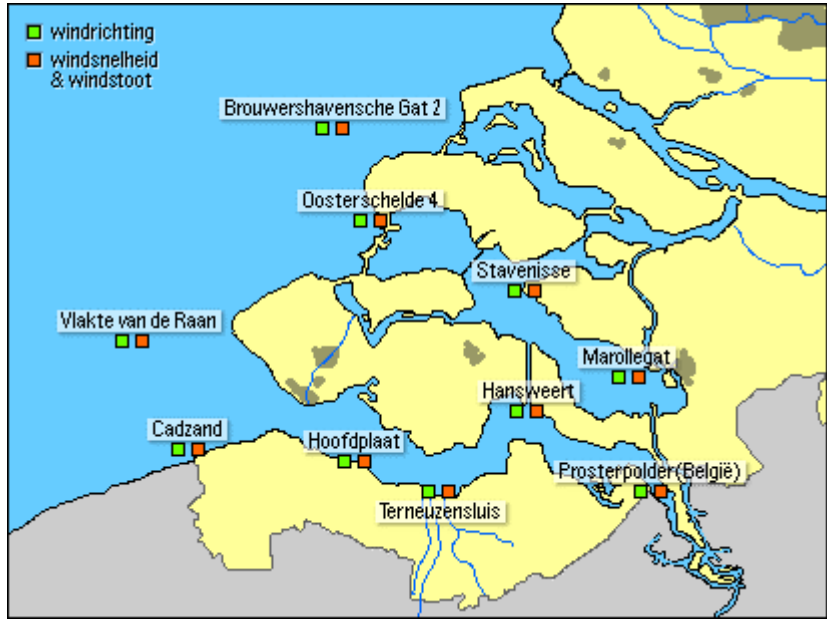 windrichting
windsnelheid
& windstoot
Brouwershavensche Gat 2
Oosterschelde 4
Stavenisse
Vlakte van de Raan
Marollegat
Hansweert
Cadzand
Hoofdplaat
Prosterpolder(België)
Terneuzensluis